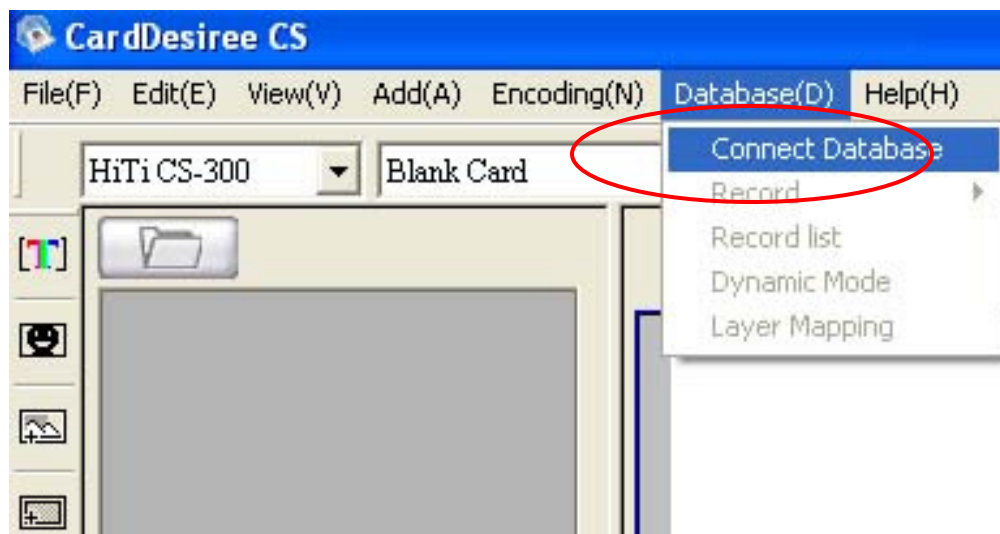 CardDesiree CS
File(F) Edit(E) View(V) Add(A) Encoding(N) Database(D) Help(H)
HiTi CS-300 Blank Card
Connect Database
Record
Record list
Dynamic Mode
Layer Mapping
[T]